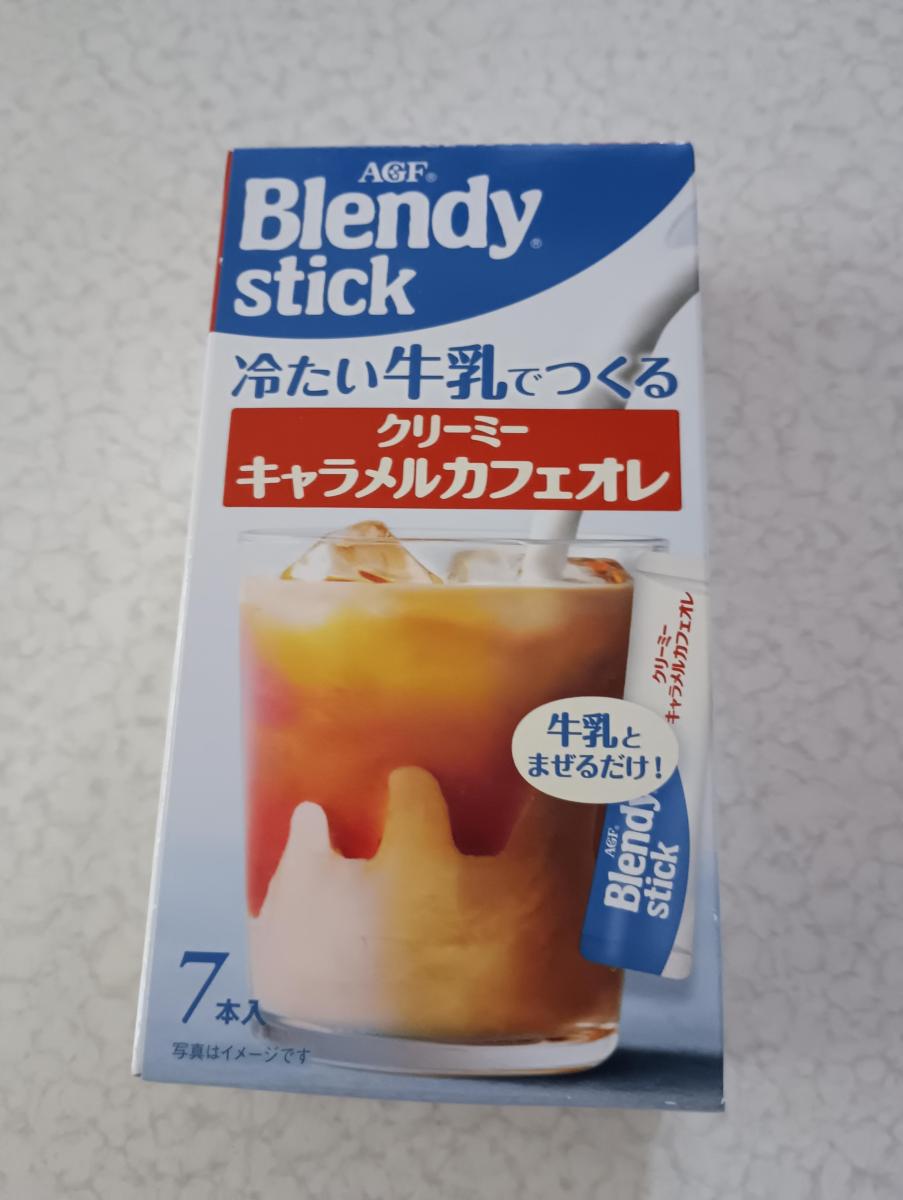 AGF®
Blendy®
stick
冷たい牛乳でつくる
クリーミー
キャラメルカフェオレ
クリーミー
キャラメルカフェオレ
牛乳と
まぜるだけ!
AGF®
Blendy
stick
7本入
写真はイメージです